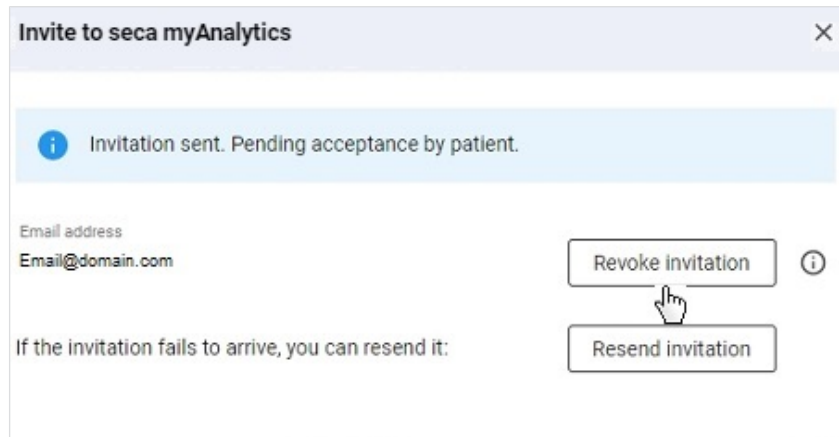 Invite to seca myAnalytics
Invitation sent. Pending acceptance by patient.
Email address
Email@domain.com
Revoke invitation
If the invitation fails to arrive, you can resend it:
Resend invitation